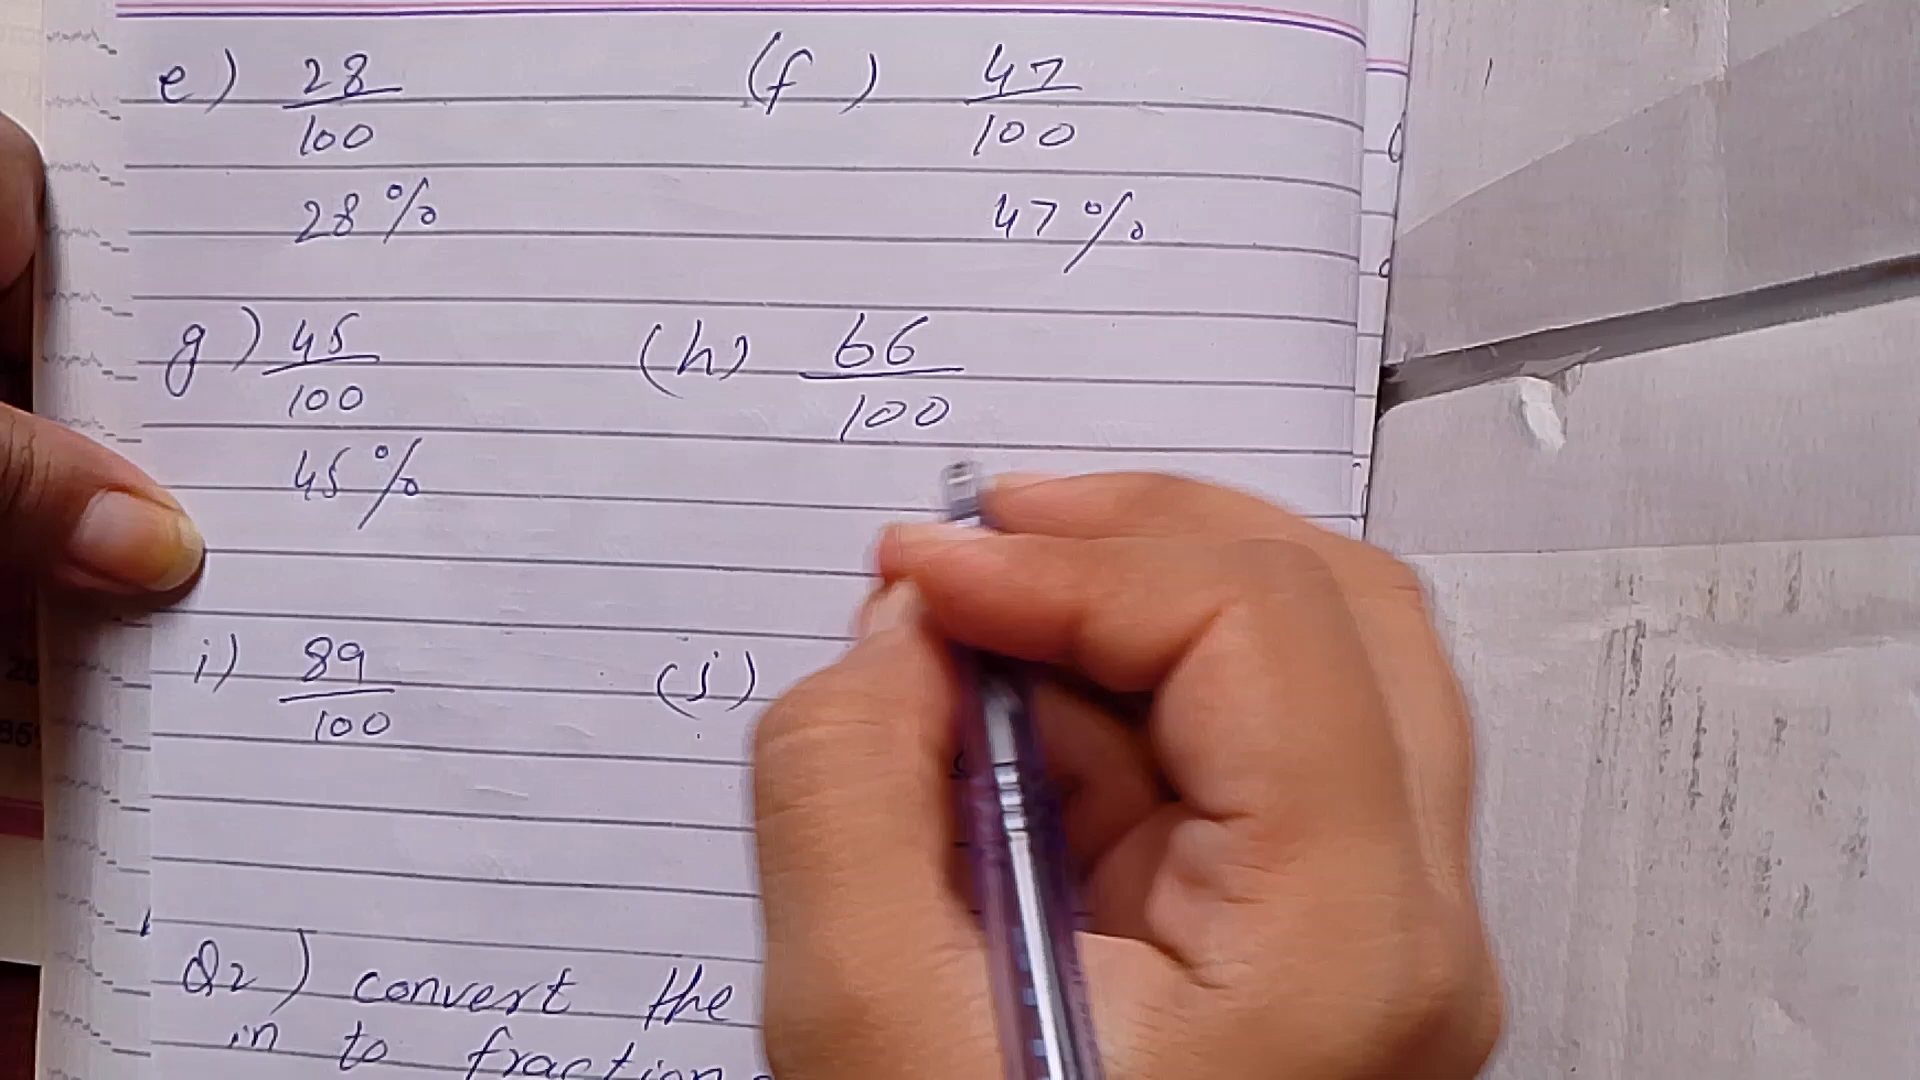 e) 28/100 (f) 47/100
28% 47%
g) 45/100 (h) 66/100
45%
i) 89/100 (j)
Q2) convert the
in to fraction